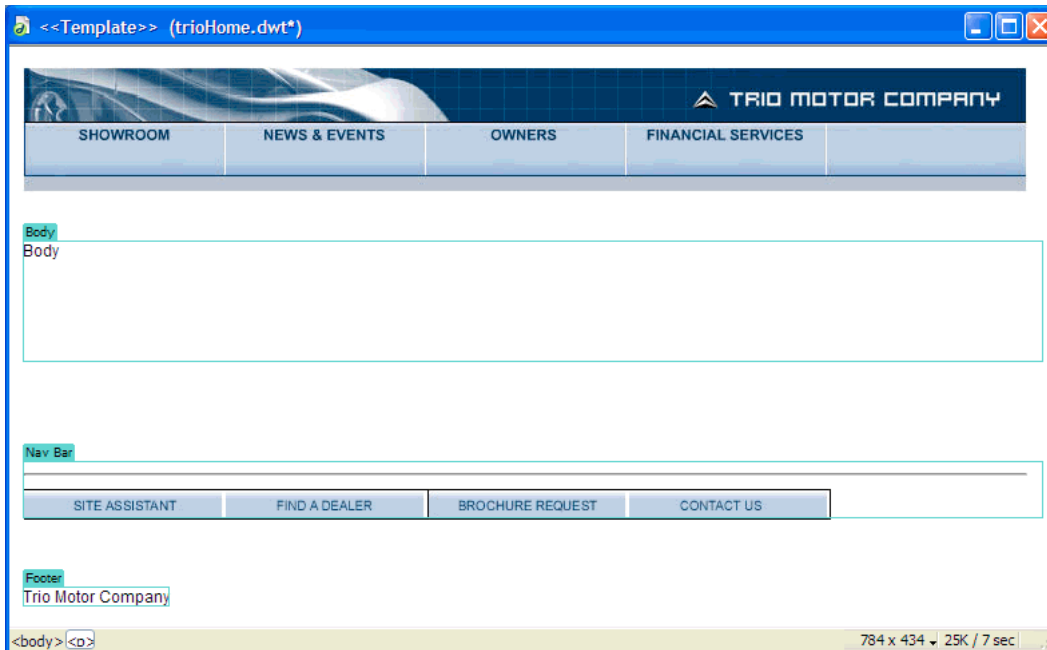 <<Template>> (trioHome.dwt*)
TRIO MOTOR COMPANY
SHOWROOM NEWS & EVENTS OWNERS FINANCIAL SERVICES
Body
Body
Nav Bar
SITE ASSISTANT FIND A DEALER BROCHURE REQUEST CONTACT US
Footer
Trio Motor Company
<body> <p> 784 x 434 25K / 7 sec